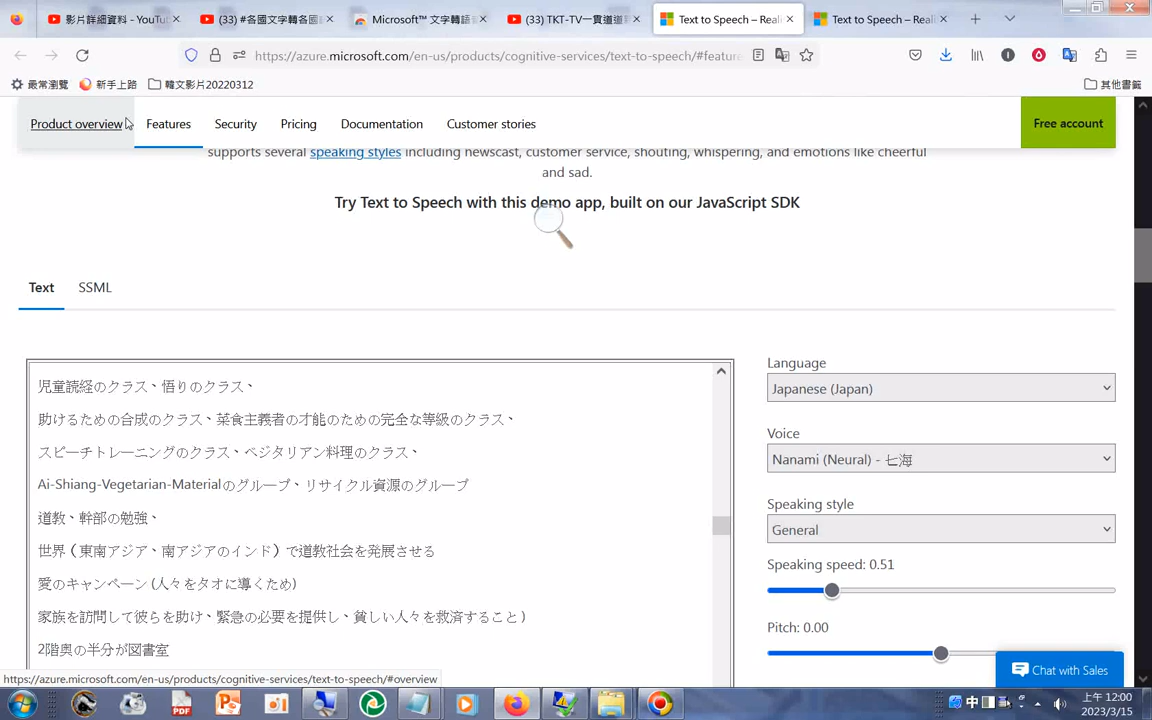 影片詳細資料 - YouTu
(33) #各國文字轉各國
Microsoft™ 文字轉語
(33) TKT-TV一貫道道
Text to Speech – Real
Text to Speech – Real
https://azure.microsoft.com/en-us/products/cognitive-services/text-to-speech/#feature
最常瀏覽
新手上路
韓文影片20220312
其他書籤
Product overview
Features
Security
Pricing
Documentation
Customer stories
Free account
supports several speaking styles including newscast, customer service, shouting, whispering, and emotions like cheerful
and sad.
Try Text to Speech with this demo app, built on our JavaScript SDK
Text
SSML
児童読経のクラス、悟りのクラス、
助けるための合成のクラス、菜食主義者の才能のための完全な等級のクラス、
スピーチトレーニングのクラス、ベジタリアン料理のクラス、
Ai-Shiang-Vegetarian-Materialのグループ、リサイクル資源のグループ
道教、幹部の勉強、
世界（東南アジア、南アジアのインド）で道教社会を発展させる
愛のキャンペーン (人々をタオに導くため)
家族を訪問して彼らを助け、緊急の必要を提供し、貧しい人々を救済すること）
2階奥の半分が図書室
Language
Japanese (Japan)
Voice
Nanami (Neural) - 七海
Speaking style
General
Speaking speed: 0.51
Pitch: 0.00
Chat with Sales
https://azure.microsoft.com/en-us/products/cognitive-services/text-to-speech/#overview
中
上午 12:00
2023/3/15